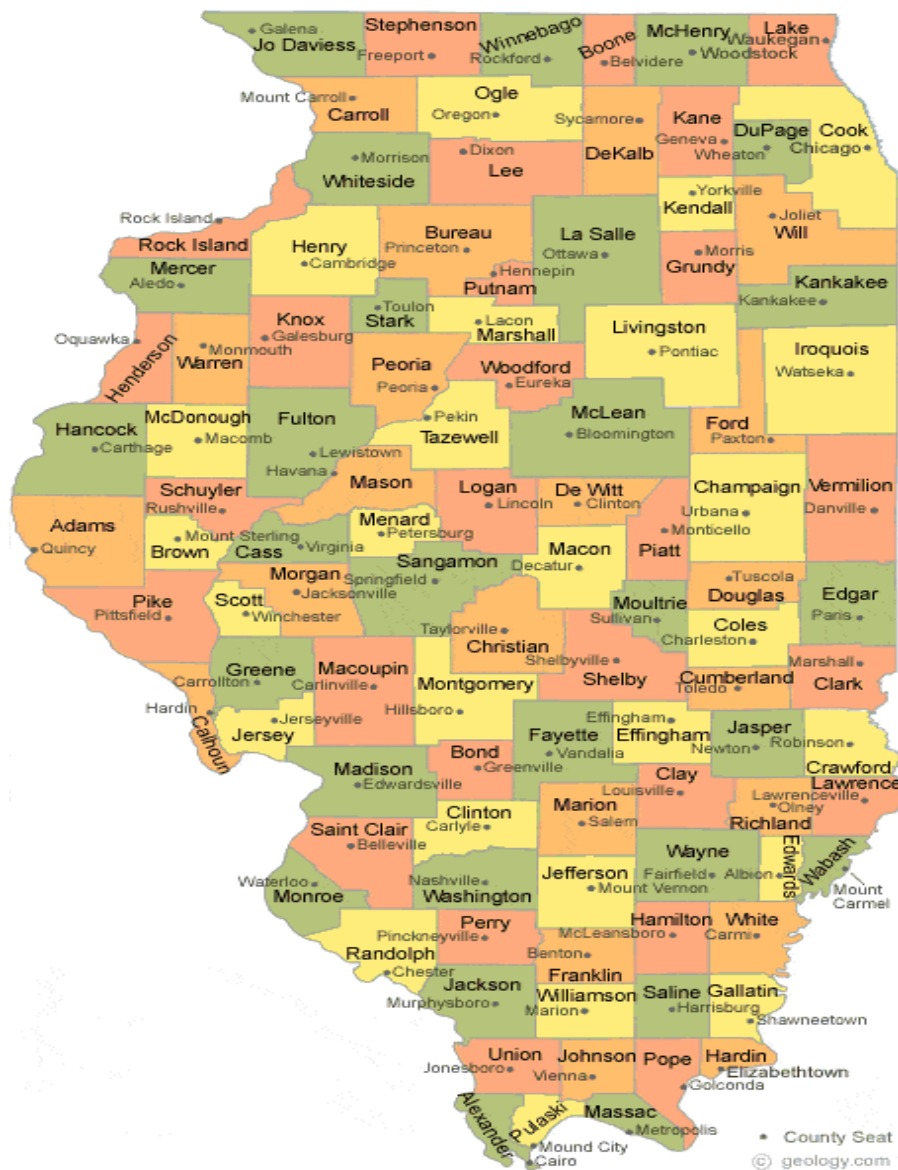 Galena
Jo Daviess
Stephenson
Freeport
Winnebago
Rockford
Boone
Belvidere
McHenry
Woodstock
Lake
Waukegan
Mount Carroll
Carroll
Ogle
Oregon
Sycamore
DeKalb
Kane
Geneva
DuPage
Wheaton
Cook
Chicago
Morrison
Whiteside
Dixon
Lee
Yorkville
Kendall
Joliet
Will
Rock Island
Rock Island
Henry
Cambridge
Bureau
Princeton
La Salle
Ottawa
Morris
Grundy
Mercer
Aledo
Hennepin
Putnam
Kankakee
Kankakee
Toulon
Stark
Lacon
Marshall
Livingston
Pontiac
Iroquois
Watseka
Oquawka
Henderson
Monmouth
Warren
Knox
Galesburg
Peoria
Peoria
Woodford
Eureka
Hancock
Carthage
McDonough
Macomb
Fulton
Lewistown
Havana
Pekin
Tazewell
McLean
Bloomington
Ford
Paxton
Schuyler
Rushville
Mason
Logan
Lincoln
De Witt
Clinton
Champaign
Urbana
Vermilion
Danville
Adams
Quincy
Mount Sterling
Brown
Cass
Virginia
Menard
Petersburg
Monticello
Piatt
Macon
Decatur
Sangamon
Springfield
Morgan
Jacksonville
Scott
Winchester
Pike
Pittsfield
Tuscola
Douglas
Edgar
Paris
Moultrie
Sullivan
Coles
Charleston
Taylorville
Christian
Shelbyville
Shelby
Greene
Carrollton
Macoupin
Carlinville
Montgomery
Hillsboro
Cumberland
Toledo
Marshall
Clark
Hardin
Calhoun
Jerseyville
Jersey
Fayette
Vandalia
Effingham
Effingham
Jasper
Newton
Robinson
Crawford
Madison
Edwardsville
Bond
Greenville
Clay
Louisville
Lawrence
Lawrenceville
Olney
Richland
Clinton
Carlyle
Marion
Salem
Saint Clair
Belleville
Wayne
Fairfield
Albion
Edwards
Wabash
Mount
Carmel
Waterloo
Monroe
Nashville
Washington
Jefferson
Mount Vernon
Perry
Pinckneyville
Hamilton
McLeansboro
White
Carmi
Randolph
Chester
Benton
Franklin
Jackson
Murphysboro
Williamson
Marion
Saline
Harrisburg
Gallatin
Shawneetown
Union
Jonesboro
Johnson
Vienna
Pope
Golconda
Hardin
Elizabethtown
Alexander
Pulaski
Massac
Metropolis
Mound City
Cairo
County Seat
© geology.com